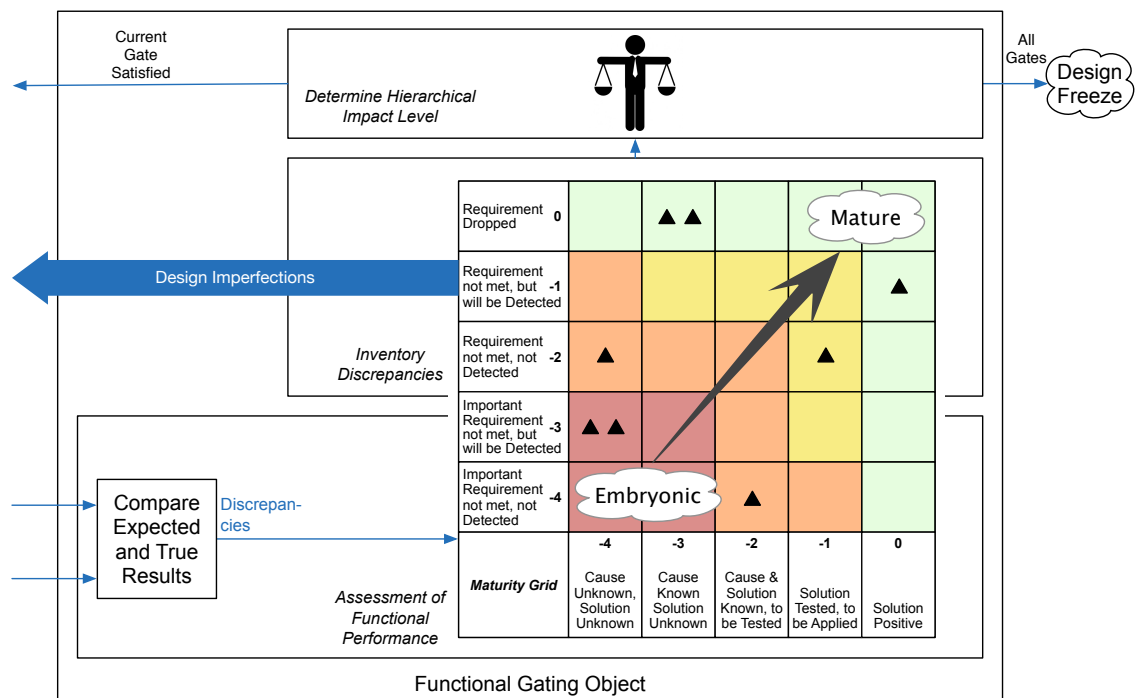 Current
Gate
Satisfied
Determine Hierarchical
Impact Level
All
Gates
Design
Freeze
Design Imperfections
Inventory
Discrepancies
Requirement
Dropped
0
Requirement
not met, but
will be Detected
-1
Requirement
not met, not
Detected
-2
Important
Requirement
not met, but
will be Detected
-3
Important
Requirement
not met, not
Detected
-4
Mature
Embryonic
Compare
Expected
and True
Results
Discrepan-
cies
Assessment of
Functional
Performance
Maturity Grid
-4
Cause
Unknown,
Solution
Unknown
-3
Cause
Known
Solution
Unknown
-2
Cause &
Solution
Known, to
be Tested
-1
Solution
Tested, to
be Applied
0
Solution
Positive
Functional Gating Object